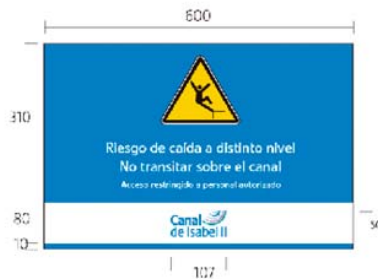 600
310
Riesgo de caída a distinto nivel
No transitar sobre el canal
Acceso restringido a personal autorizado
80
Canal
de Isabel II
10
107